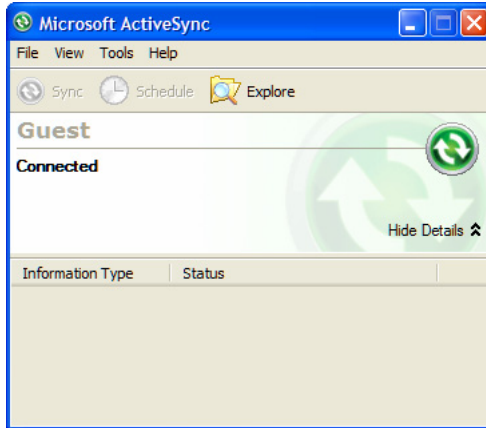 Microsoft ActiveSync
File View Tools Help
Sync Schedule Explore
Guest
Connected
Hide Details
Information Type Status